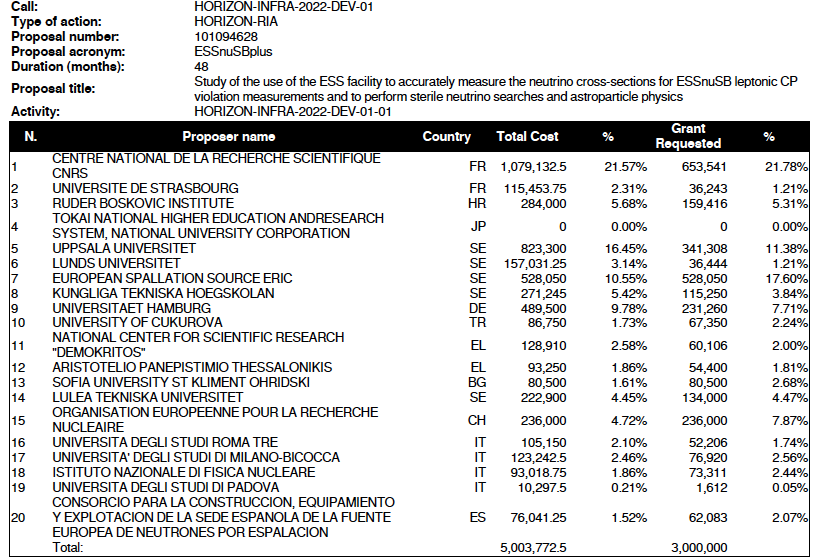 Call: HORIZON-INFRA-2022-DEV-01
Type of action: HORIZON-RIA
Proposal number: 101094628
Proposal acronym: ESSnuSBplus
Duration (months): 48
Proposal title: Study of the use of the ESS facility to accurately measure the neutrino cross-sections for ESSnuSB leptonic CP
violation measurements and to perform sterile neutrino searches and astroparticle physics
Activity: HORIZON-INFRA-2022-DEV-01-01
N. Proposer name Country Total Cost % Grant
Requested %
1 CENTRE NATIONAL DE LA RECHERCHE SCIENTIFIQUE
CNRS FR 1,079,132.5 21.57% 653,541 21.78%
2 UNIVERSITE DE STRASBOURG FR 115,453.75 2.31% 36,243 1.21%
3 RUDER BOSKOVIC INSTITUTE HR 284,000 5.68% 159,416 5.31%
4 TOKAI NATIONAL HIGHER EDUCATION ANDRESEARCH
SYSTEM, NATIONAL UNIVERSITY CORPORATION JP 0 0.00% 0 0.00%
5 UPPSALA UNIVERSITET SE 823,300 16.45% 341,308 11.38%
6 LUNDS UNIVERSITET SE 157,031.25 3.14% 36,444 1.21%
7 EUROPEAN SPALLATION SOURCE ERIC SE 528,050 10.55% 528,050 17.60%
8 KUNGLIGA TEKNISKA HOEGSKOLAN SE 271,245 5.42% 115,250 3.84%
9 UNIVERSITAET HAMBURG DE 489,500 9.78% 231,260 7.71%
10 UNIVERSITY OF CUKUROVA TR 86,750 1.73% 67,350 2.24%
11 NATIONAL CENTER FOR SCIENTIFIC RESEARCH
"DEMOKRITOS" EL 128,910 2.58% 60,106 2.00%
12 ARISTOTELIO PANEPISTIMIO THESSALONIKIS EL 93,250 1.86% 54,400 1.81%
13 SOFIA UNIVERSITY ST KLIMENT OHRIDSKI BG 80,500 1.61% 80,500 2.68%
14 LULEA TEKNISKA UNIVERSITET SE 222,900 4.45% 134,000 4.47%
15 ORGANISATION EUROPEENNE POUR LA RECHERCHE
NUCLEAIRE CH 236,000 4.72% 236,000 7.87%
16 UNIVERSITA DEGLI STUDI ROMA TRE IT 105,150 2.10% 52,206 1.74%
17 UNIVERSITA' DEGLI STUDI DI MILANO-BICOCCA IT 123,242.5 2.46% 76,920 2.56%
18 ISTITUTO NAZIONALE DI FISICA NUCLEARE IT 93,018.75 1.86% 73,311 2.44%
19 UNIVERSITA DEGLI STUDI DI PADOVA IT 10,297.5 0.21% 1,612 0.05%
20 CONSORCIO PARA LA CONSTRUCCION, EQUIPAMIENTO
Y EXPLOTACION DE LA SEDE ESPANOLA DE LA FUENTE
EUROPEA DE NEUTRONES POR ESPALACION ES 76,041.25 1.52% 62,083 2.07%
Total: 5,003,772.5 3,000,000